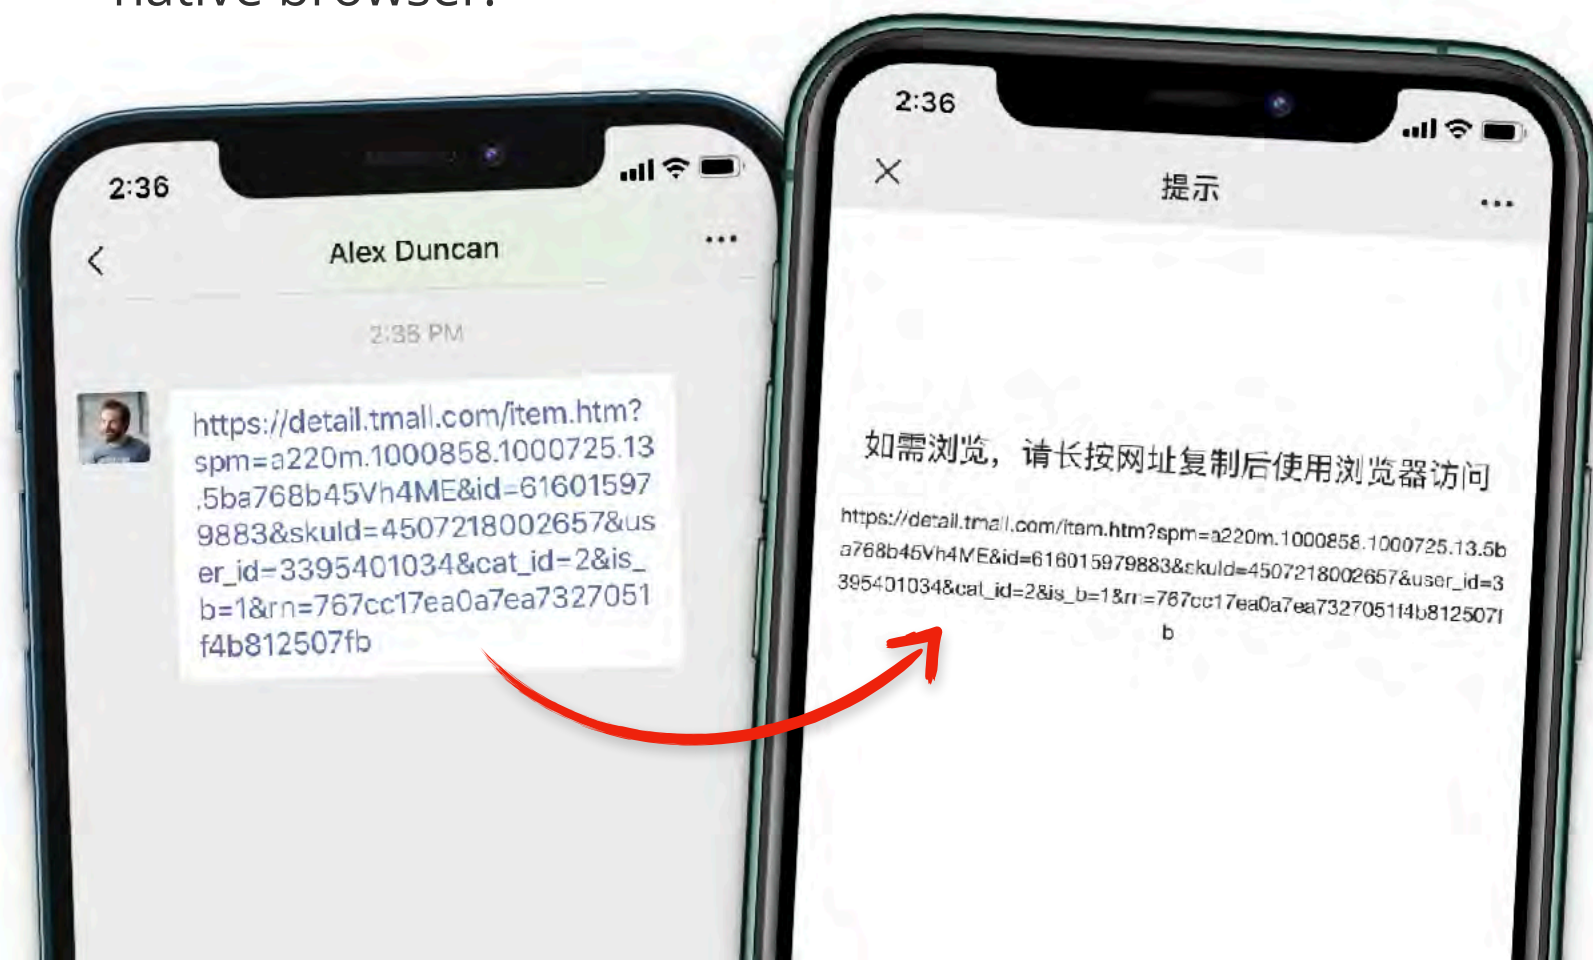 native browser.
2:36
Alex Duncan
2:36 PM
https://detail.tmall.com/item.htm?
spm=a220m.1000858.1000725.13
.5ba768b45Vh4ME&id=61601597
9883&skuId=4507218002657&us
er_id=3395401034&cat_id=2&is_
b=1&rn=767cc17ea0a7ea7327051
f4b812507fb
2:36
提示
如需浏览，请长按网址复制后使用浏览器访问
https://detail.tmall.com/item.htm?spm=a220m.1000858.1000725.13.5b
a768b45Vh4ME&id=616015979883&skuId=4507218002657&user_id=3
395401034&cat_id=2&is_b=1&rn=767cc17ea0a7ea7327051f4b812507f
b